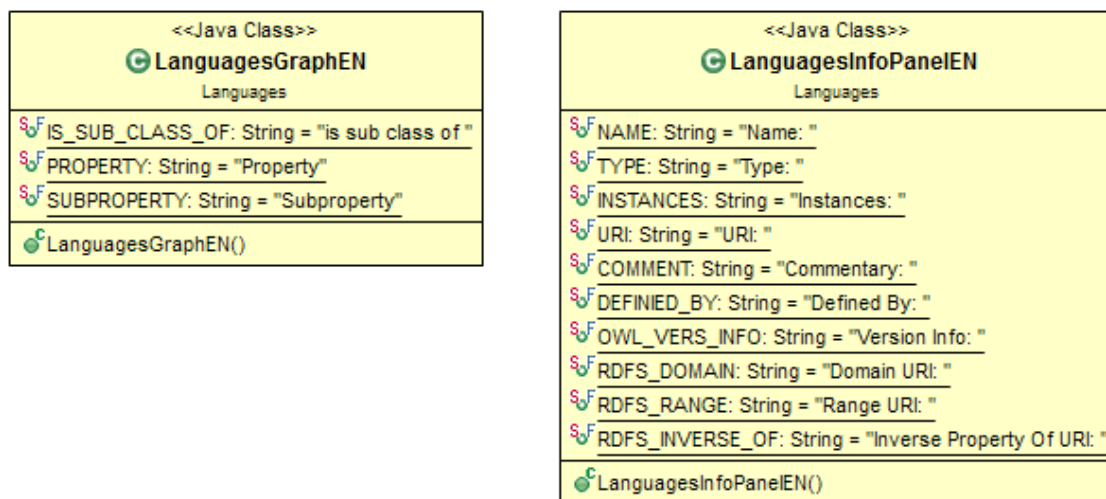 <<Java Class>>
C LanguagesGraphEN
Languages
S F IS_SUB_CLASS_OF: String = "is sub class of "
S F PROPERTY: String = "Property"
S F SUBPROPERTY: String = "Subproperty"
C LanguagesGraphEN()
<<Java Class>>
C LanguagesInfoPanelEN
Languages
S F NAME: String = "Name: "
S F TYPE: String = "Type: "
S F INSTANCES: String = "Instances: "
S F URI: String = "URI: "
S F COMMENT: String = "Commentary: "
S F DEFINIED_BY: String = "Defined By: "
S F OWL_VERS_INFO: String = "Version Info: "
S F RDFS_DOMAIN: String = "Domain URI: "
S F RDFS_RANGE: String = "Range URI: "
S F RDFS_INVERSE_OF: String = "Inverse Property Of URI: "
C LanguagesInfoPanelEN()